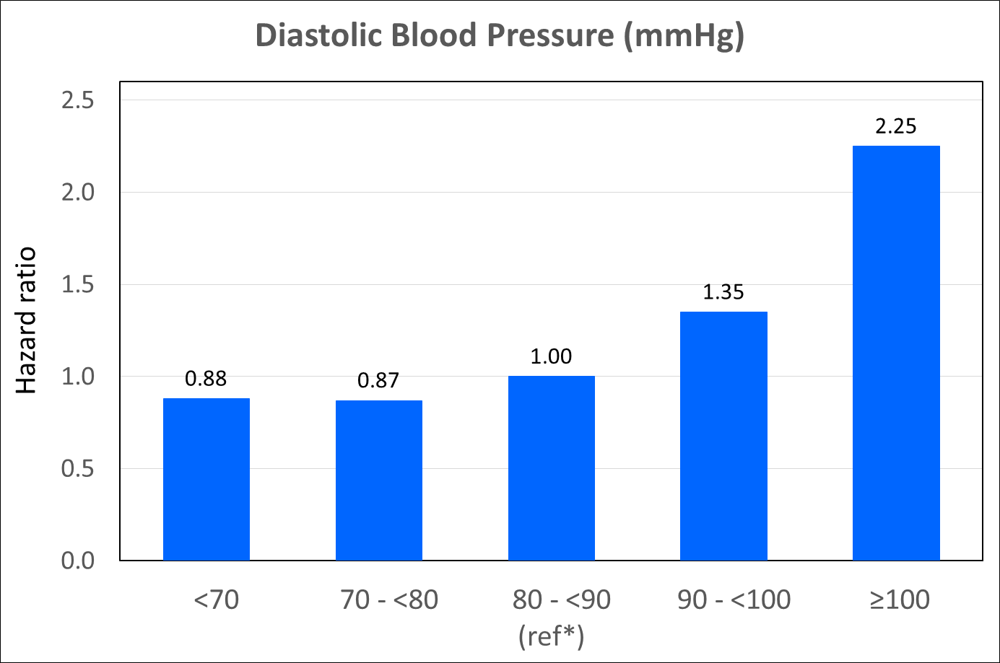 Diastolic Blood Pressure (mmHg)
Hazard ratio
2.5
2.0
1.5
1.0
0.5
0.0
0.88
0.87
1.00
1.35
2.25
<70
70 - <80
80 - <90
(ref*)
90 - <100
≥100